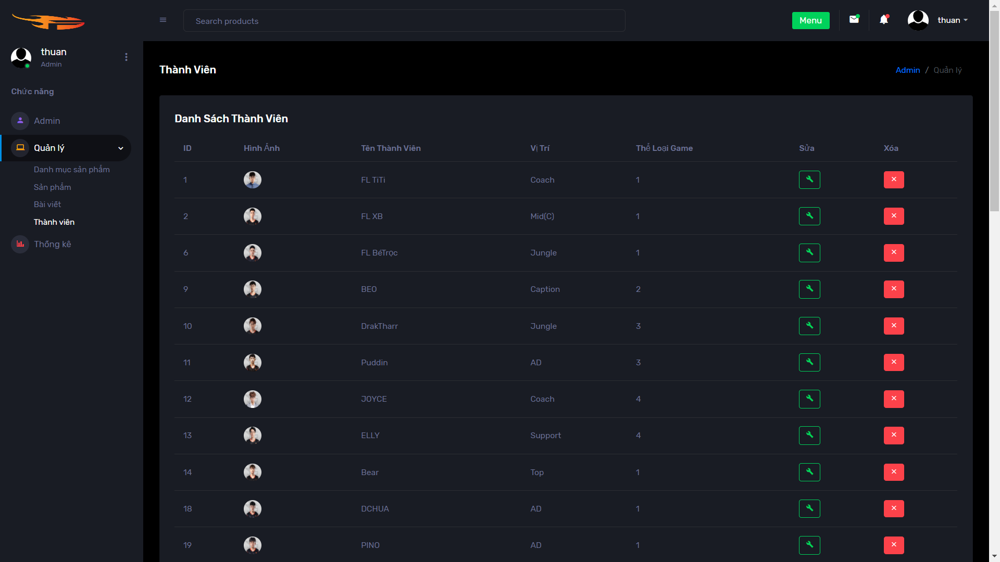 Search products
Menu
thuan
thuan
Admin
Chức năng
Admin
Quản lý
Danh mục sản phẩm
Sản phẩm
Bài viết
Thành viên
Thống kê
Thành Viên
Admin / Quản lý
Danh Sách Thành Viên
ID Hình Ảnh Tên Thành Viên Vị Trí Thể Loại Game Sửa Xóa
1 FL TiTi Coach 1
2 FL XB Mid(C) 1
6 FL BéTrọc Jungle 1
9 BEO Caption 2
10 DrakTharr Jungle 3
11 Puddin AD 3
12 JOYCE Coach 4
13 ELLY Support 4
14 Bear Top 1
18 DCHUA AD 1
19 PINO AD 1